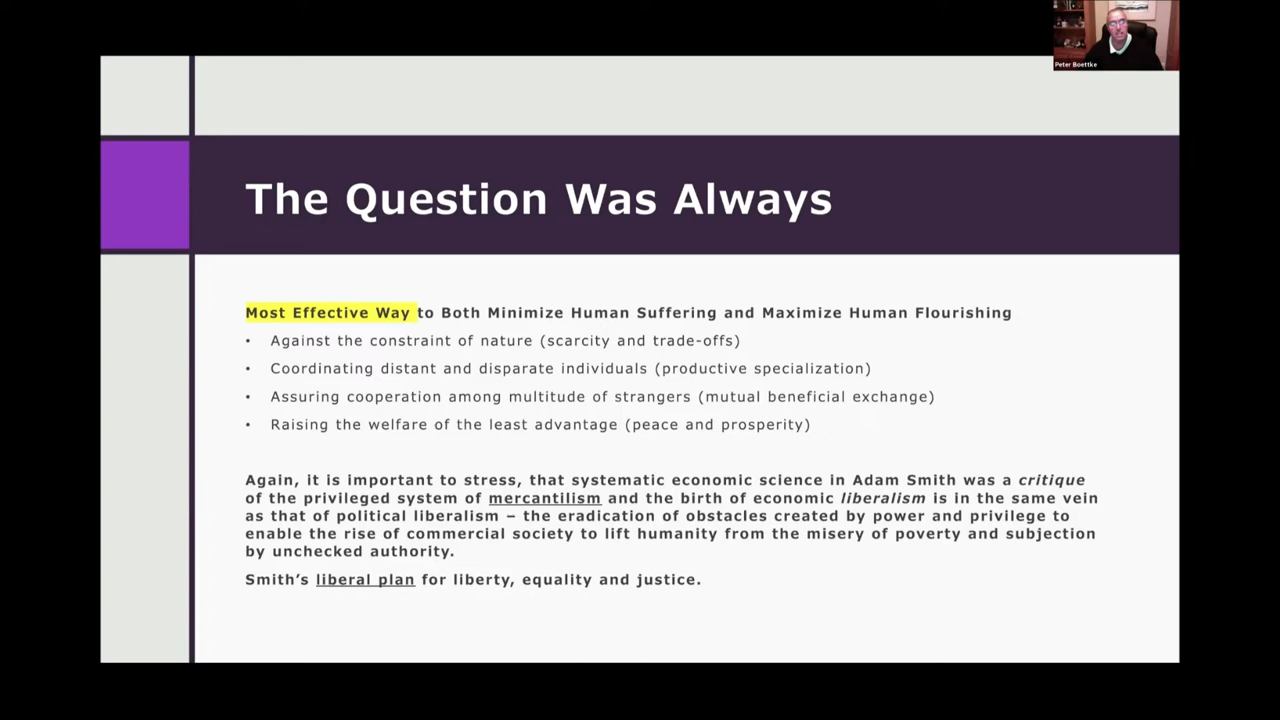 Peter Boettke
The Question Was Always
Most Effective Way to Both Minimize Human Suffering and Maximize Human Flourishing
• Against the constraint of nature (scarcity and trade-offs)
• Coordinating distant and disparate individuals (productive specialization)
• Assuring cooperation among multitude of strangers (mutual beneficial exchange)
• Raising the welfare of the least advantage (peace and prosperity)
Again, it is important to stress, that systematic economic science in Adam Smith was a critique
of the privileged system of mercantilism and the birth of economic liberalism is in the same vein
as that of political liberalism – the eradication of obstacles created by power and privilege to
enable the rise of commercial society to lift humanity from the misery of poverty and subjection
by unchecked authority.
Smith’s liberal plan for liberty, equality and justice.